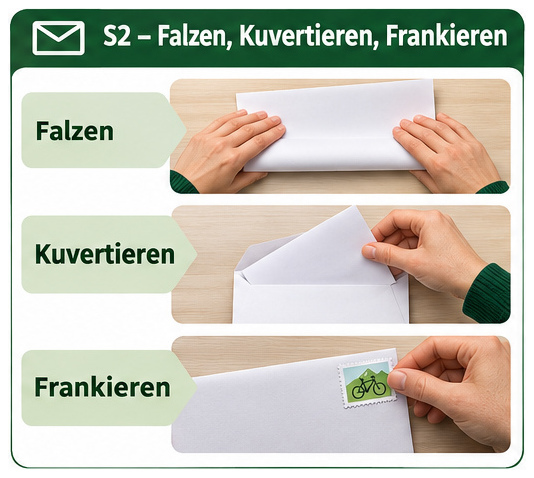 S2 – Falzen, Kuvertieren, Frankieren
Falzen
Kuvertieren
Frankieren